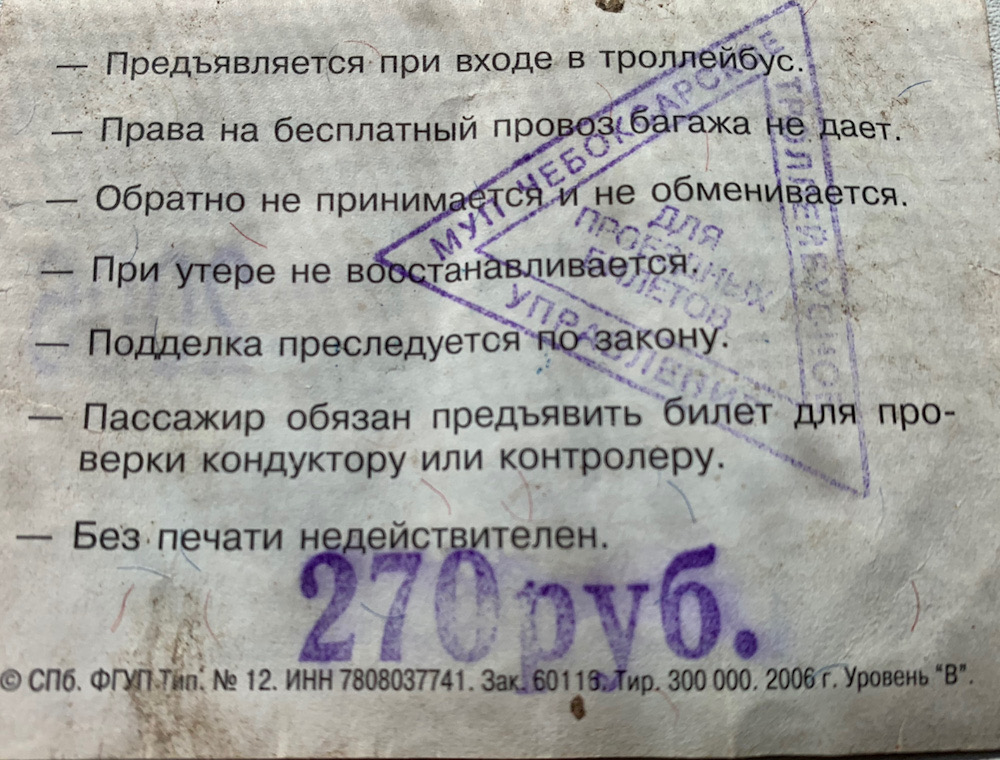 — Предъявляется при входе в троллейбус.
— Права на бесплатный провоз багажа не дает.
— Обратно не принимается и не обменивается.
— При утере не восстанавливается.
— Подделка преследуется по закону.
— Пассажир обязан предъявить билет для про-
верки кондуктору или контролеру.
— Без печати недействителен.
МУП ЧЕБОКСАРСКОЕ
ТРОЛЛЕЙБУСНОЕ
УПРАВЛЕНИЕ
ДЛЯ
ПРОЕЗДНЫХ
БИЛЕТОВ
270 руб.
© СПб. ФГУП Тип. № 12. ИНН 7808037741. Зак. 60116. Тир. 300 000. 2006 г. Уровень "В".